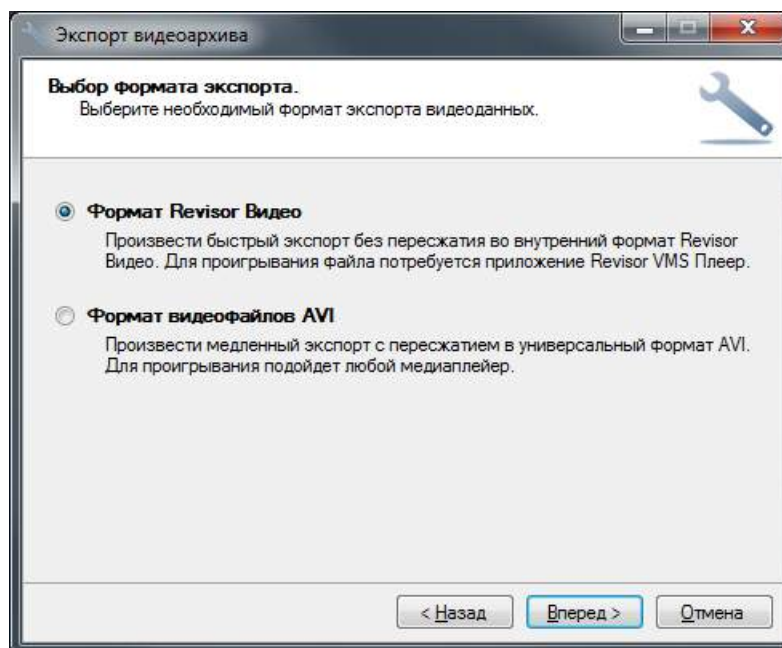 Экспорт видеоархива
Выбор формата экспорта.
Выберите необходимый формат экспорта видеоданных.
Формат Revisor Видео
Произвести быстрый экспорт без пересжатия во внутренний формат Revisor
Видео. Для проигрывания файла потребуется приложение Revisor VMS Плеер.
Формат видеофайлов AVI
Произвести медленный экспорт с пересжатием в универсальный формат AVI.
Для проигрывания подойдет любой медиаплейер.
< Назад
Вперед >
Отмена